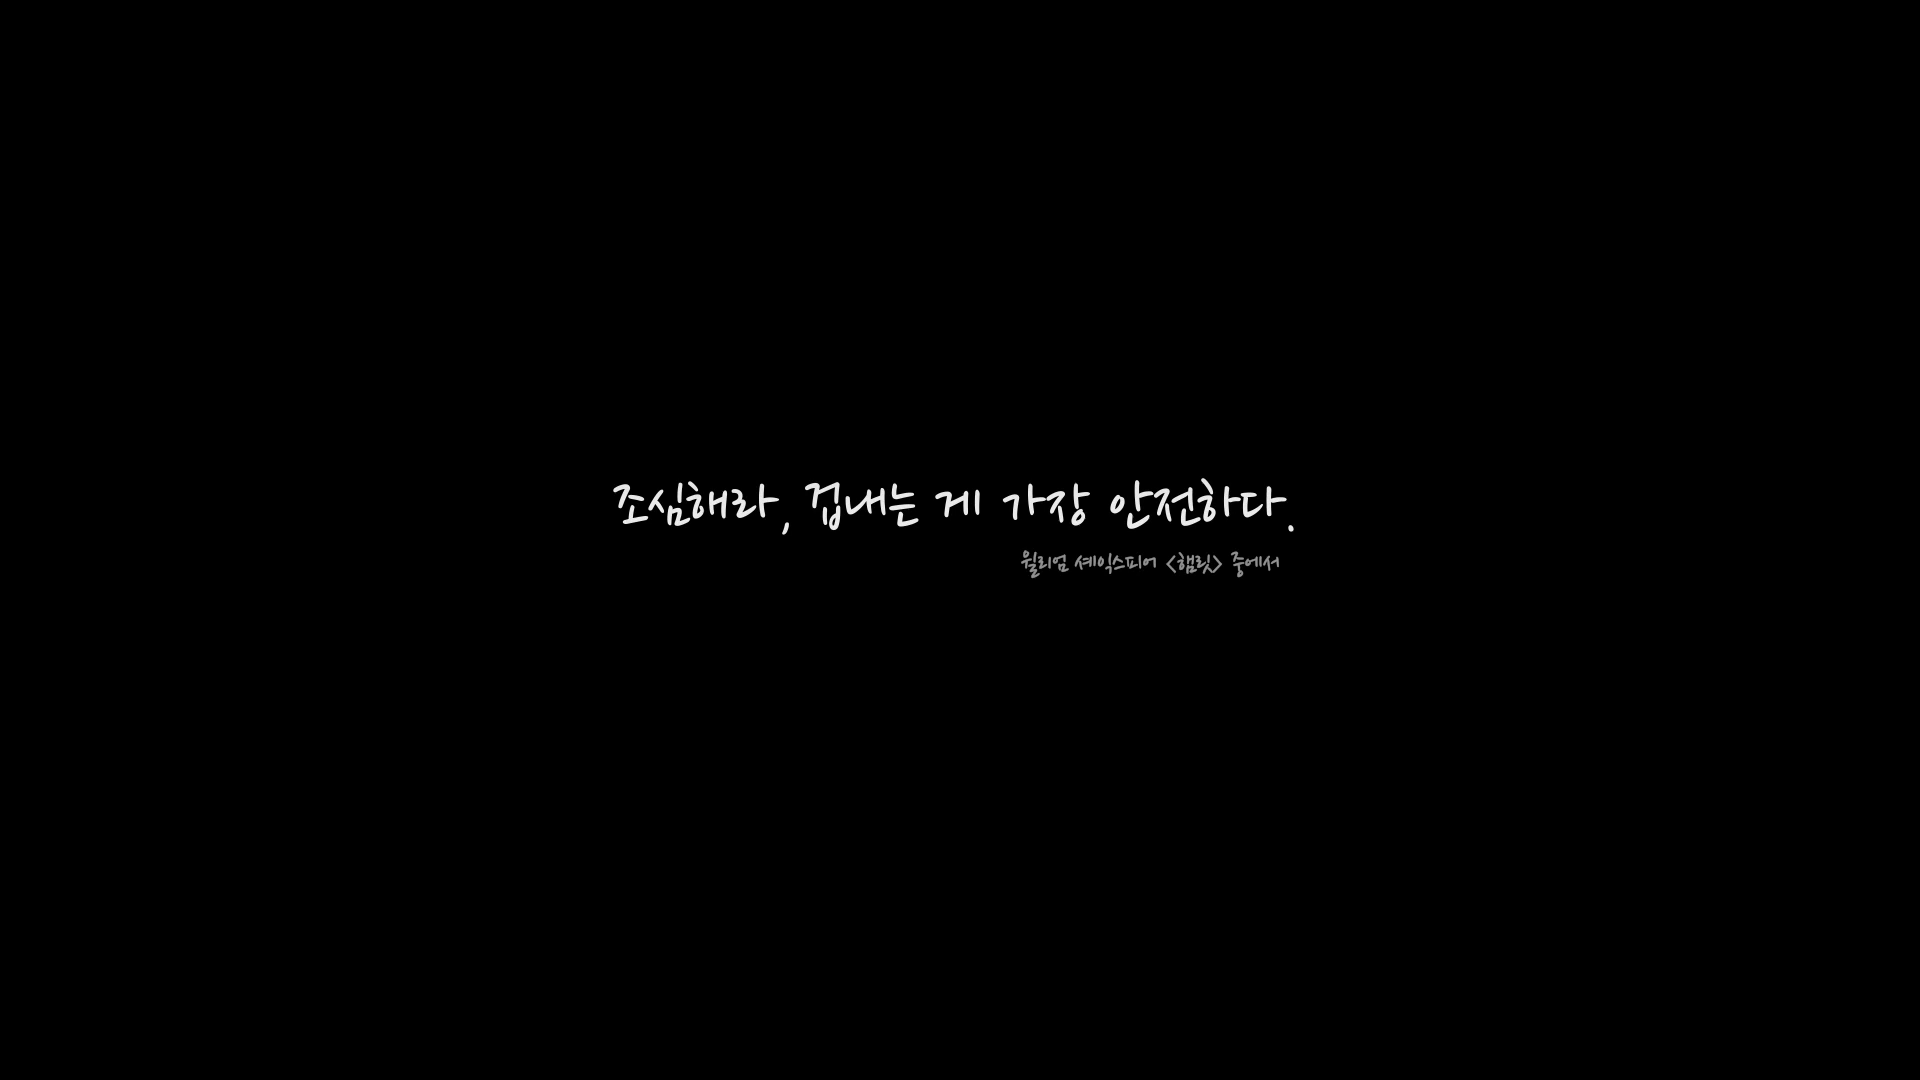 조심해라, 겁내는 게 가장 안전하다.
윌리엄 셰익스피어 <햄릿> 중에서